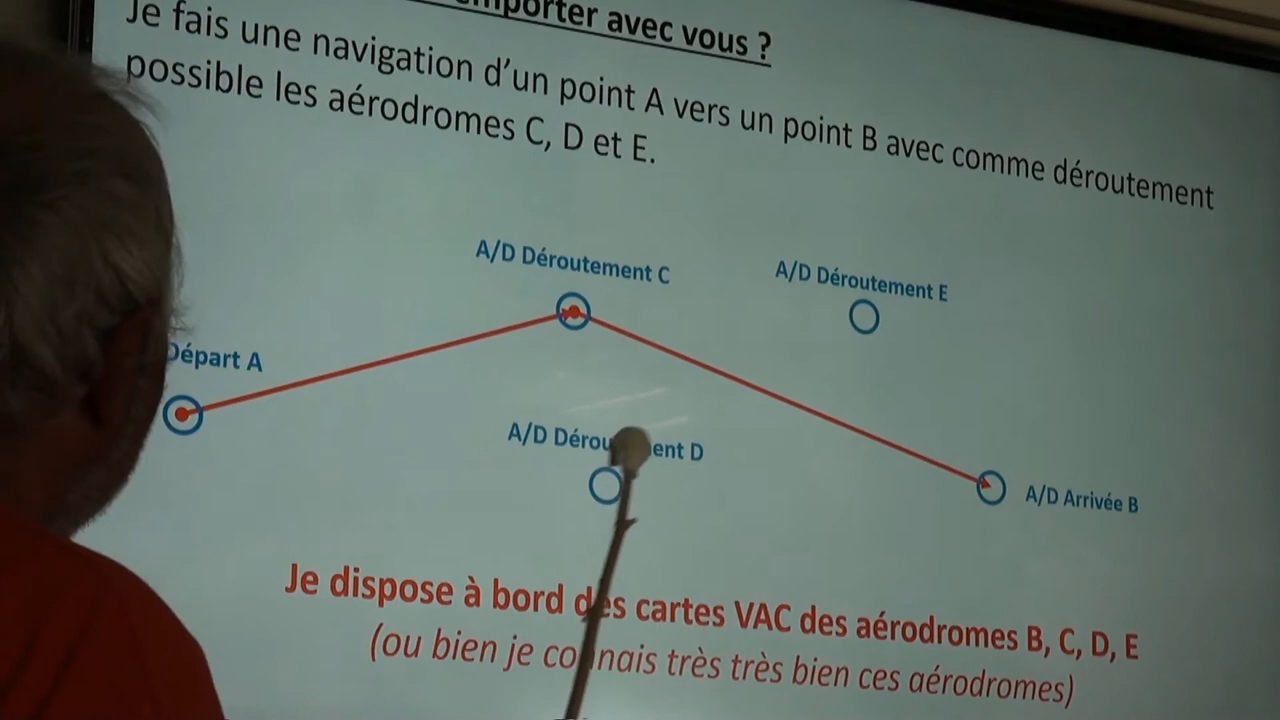 emporter avec vous ?
Je fais une navigation d'un point A vers un point B avec comme déroutement
possible les aérodromes C, D et E.
A/D Déroutement C
A/D Déroutement E
Départ A
A/D Déroutement D
A/D Arrivée B
Je dispose à bord des cartes VAC des aérodromes B, C, D, E
(ou bien je connais très très bien ces aérodromes)